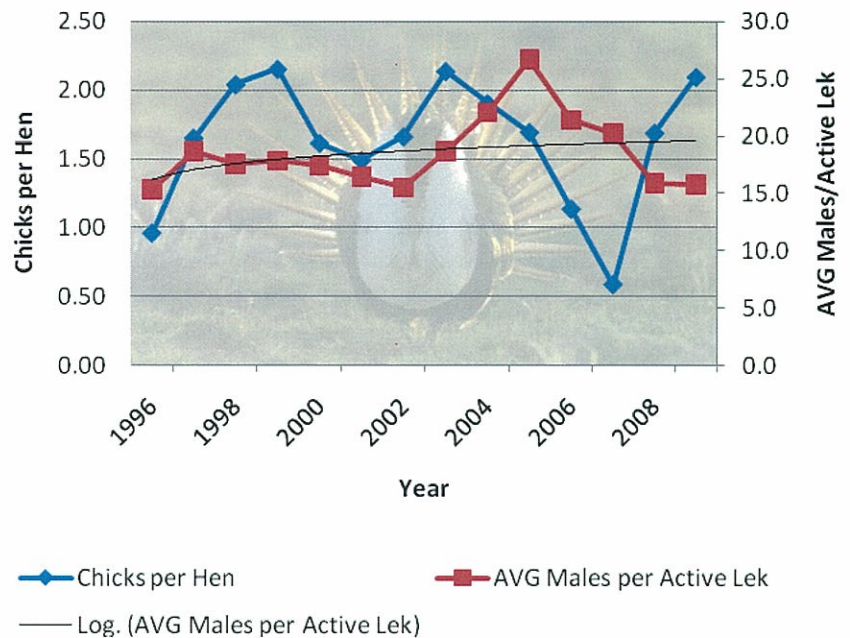 2.50
2.00
1.50
1.00
0.50
0.00
Chicks per Hen
30.0
25.0
20.0
15.0
10.0
5.0
0.0
AVG Males/Active Lek
1996 1998 2000 2002 2004 2006 2008
Year
Chicks per Hen
AVG Males per Active Lek
Log. (AVG Males per Active Lek)